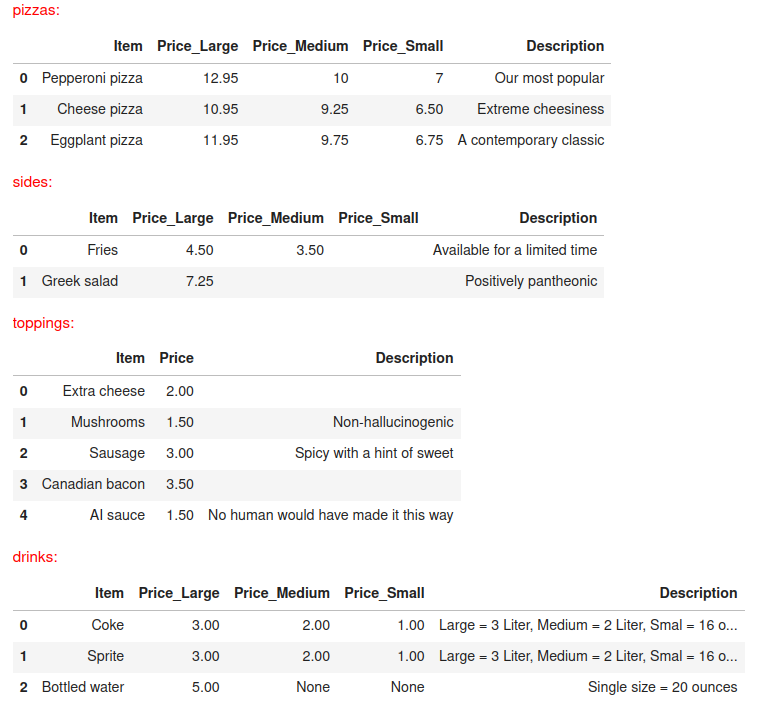 pizzas:
Item Price_Large Price_Medium Price_Small Description
0 Pepperoni pizza 12.95 10 7 Our most popular
1 Cheese pizza 10.95 9.25 6.50 Extreme cheesiness
2 Eggplant pizza 11.95 9.75 6.75 A contemporary classic
sides:
Item Price_Large Price_Medium Price_Small Description
0 Fries 4.50 3.50 Available for a limited time
1 Greek salad 7.25 Positively pantheonic
toppings:
Item Price Description
0 Extra cheese 2.00
1 Mushrooms 1.50 Non-hallucinogenic
2 Sausage 3.00 Spicy with a hint of sweet
3 Canadian bacon 3.50
4 AI sauce 1.50 No human would have made it this way
drinks:
Item Price_Large Price_Medium Price_Small Description
0 Coke 3.00 2.00 1.00 Large = 3 Liter, Medium = 2 Liter, Smal = 16 o...
1 Sprite 3.00 2.00 1.00 Large = 3 Liter, Medium = 2 Liter, Smal = 16 o...
2 Bottled water 5.00 None None Single size = 20 ounces